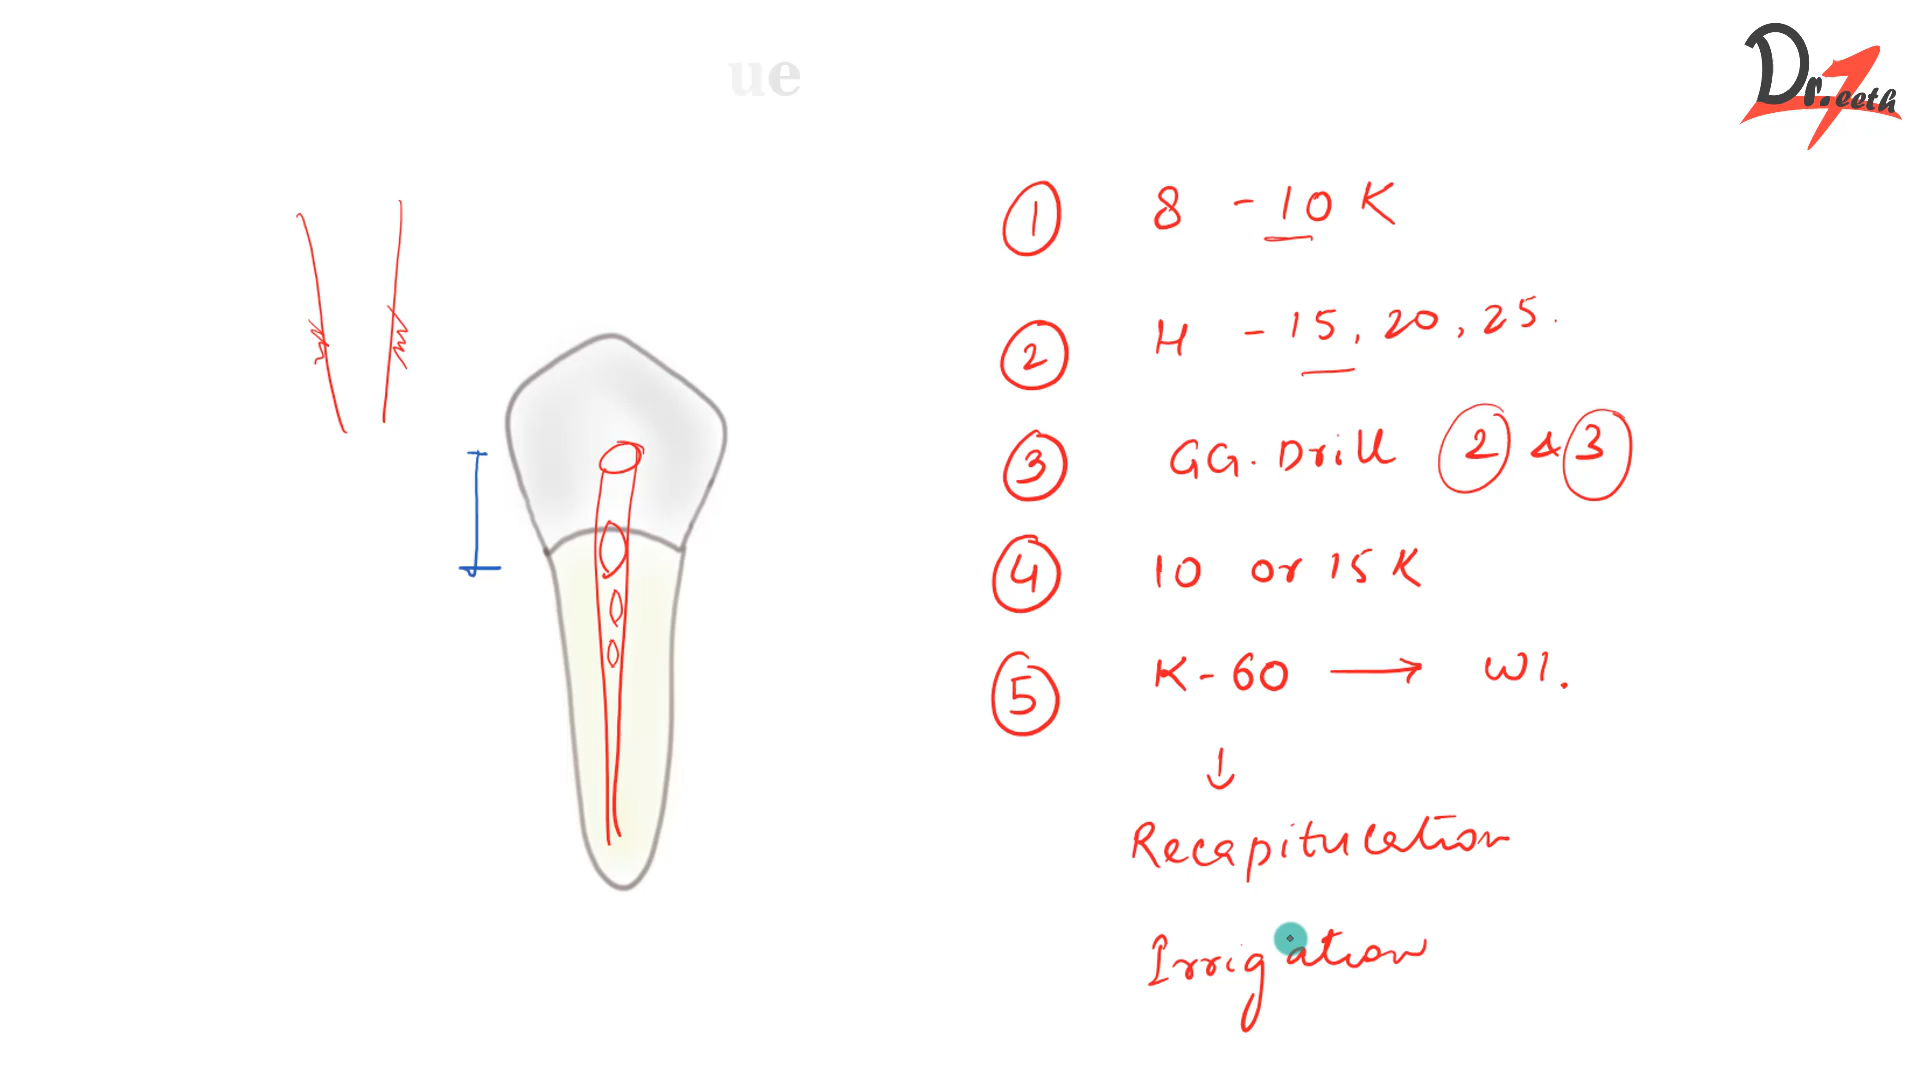 ue
Dr. Teeth
① 8 - 10 K
② H - 15, 20, 25.
③ GG. Drill ② & ③
④ 10 or 15 K
⑤ K - 60 → Wl.
↓
Recapitulation
Irrigation